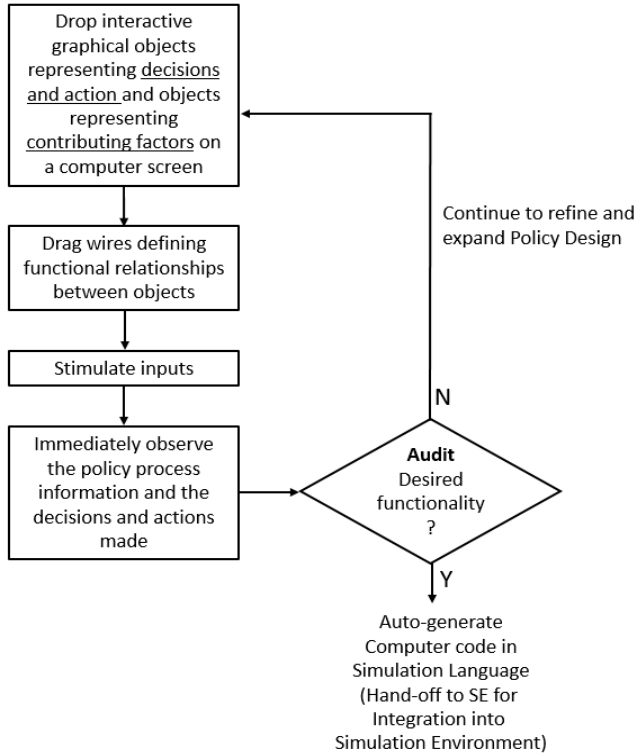 Drop interactive
graphical objects
representing decisions
and action and objects
representing
contributing factors on
a computer screen
Drag wires defining
functional relationships
between objects
Stimulate inputs
Immediately observe
the policy process
information and the
decisions and actions
made
Audit
Desired
functionality
?
N
Continue to refine and
expand Policy Design
Y
Auto-generate
Computer code in
Simulation Language
(Hand-off to SE for
Integration into
Simulation Environment)